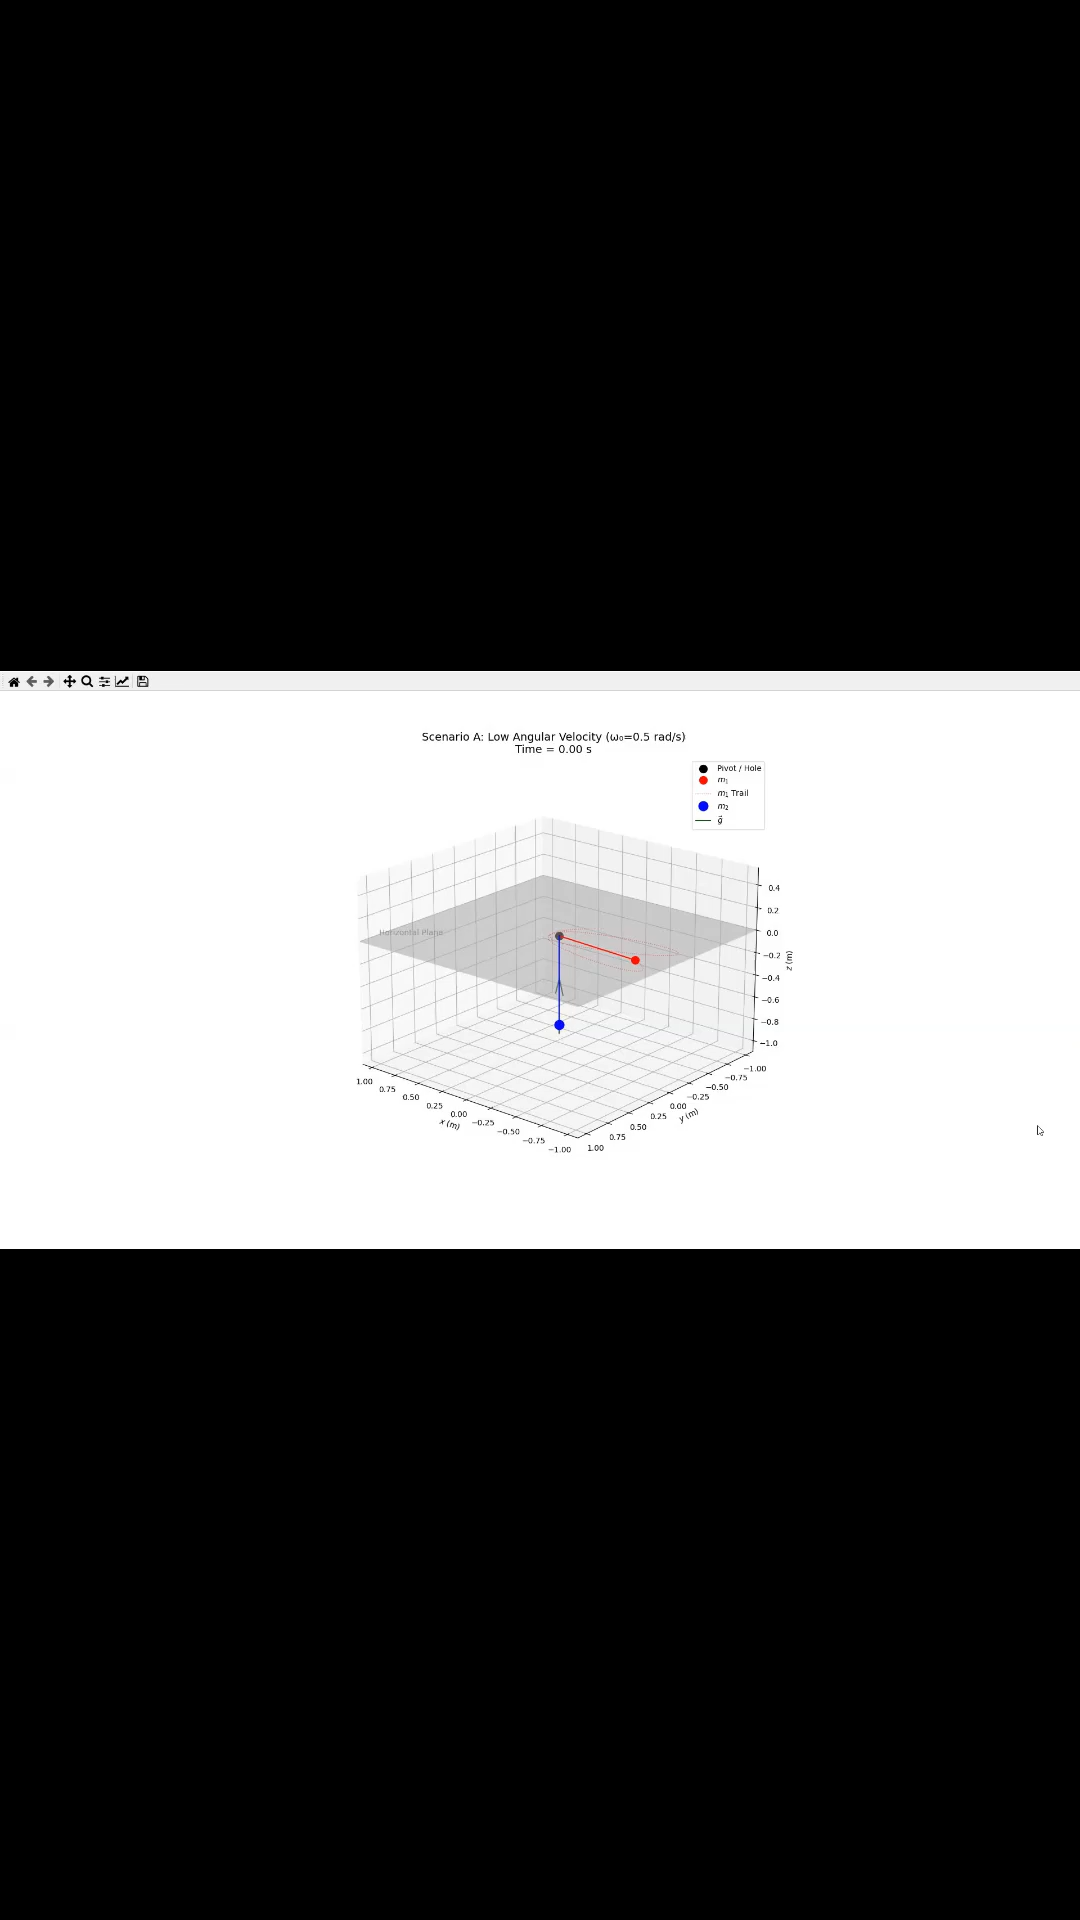 Scenario A: Low Angular Velocity (ω₀=0.5 rad/s)
Time = 0.00 s
Pivot / Hole
m₁
m₁ Trail
m₂
g⃗
Horizontal Plane
0.4
0.2
0.0
−0.2
−0.4
−0.6
−0.8
−1.0
z (m)
1.00
0.75
0.50
0.25
0.00
−0.25
−0.50
−0.75
−1.00
x (m)
−1.00
−0.75
−0.50
−0.25
0.00
0.25
0.50
0.75
1.00
y (m)